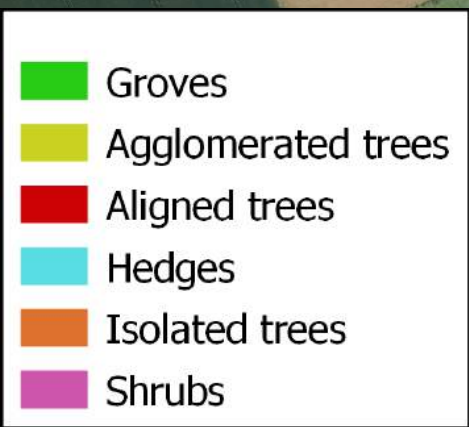 Groves
Agglomerated trees
Aligned trees
Hedges
Isolated trees
Shrubs